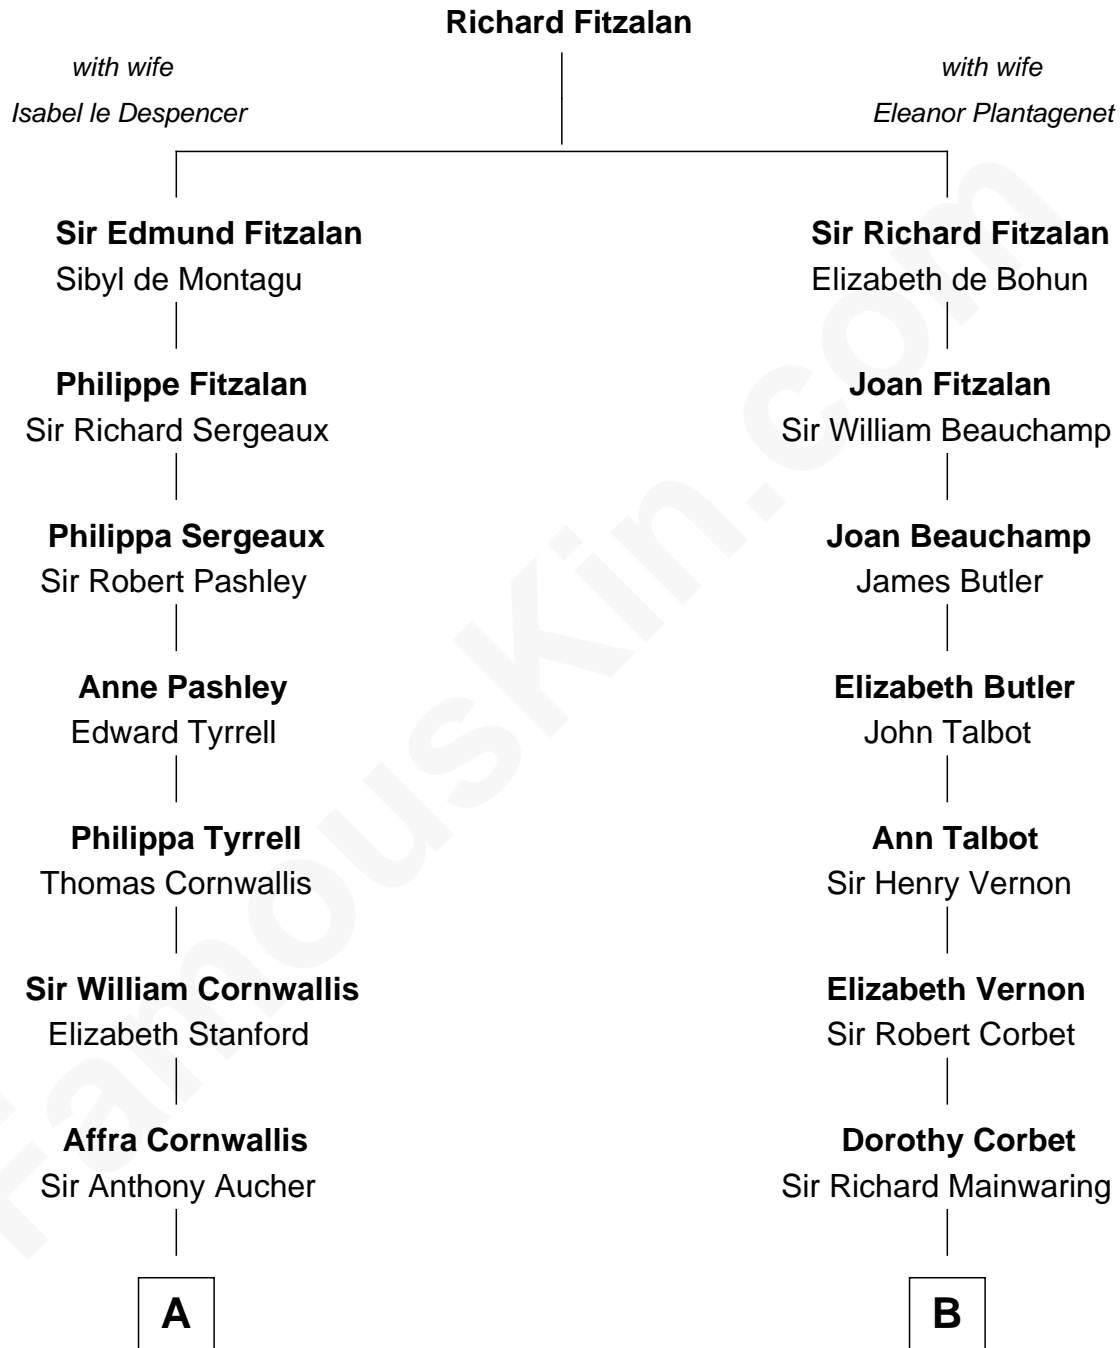 Richard Fitzalan
with wife
Isabel le Despencer
with wife
Eleanor Plantagenet
Sir Edmund Fitzalan
Sibyl de Montagu
Sir Richard Fitzalan
Elizabeth de Bohun
Philippe Fitzalan
Sir Richard Sergeaux
Joan Fitzalan
Sir William Beauchamp
Philippa Sergeaux
Sir Robert Pashley
Joan Beauchamp
James Butler
Anne Pashley
Edward Tyrrell
Elizabeth Butler
John Talbot
Philippa Tyrrell
Thomas Cornwallis
Ann Talbot
Sir Henry Vernon
Sir William Cornwallis
Elizabeth Stanford
Elizabeth Vernon
Sir Robert Corbet
Affra Cornwallis
Sir Anthony Aucher
Dorothy Corbet
Sir Richard Mainwaring
A
B
FamousKin.com